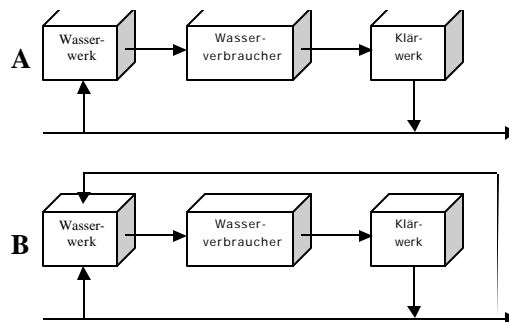 A
Wasser-
werk
Wasser-
verbraucher
Klär-
werk
B
Wasser-
werk
Wasser-
verbraucher
Klär-
werk